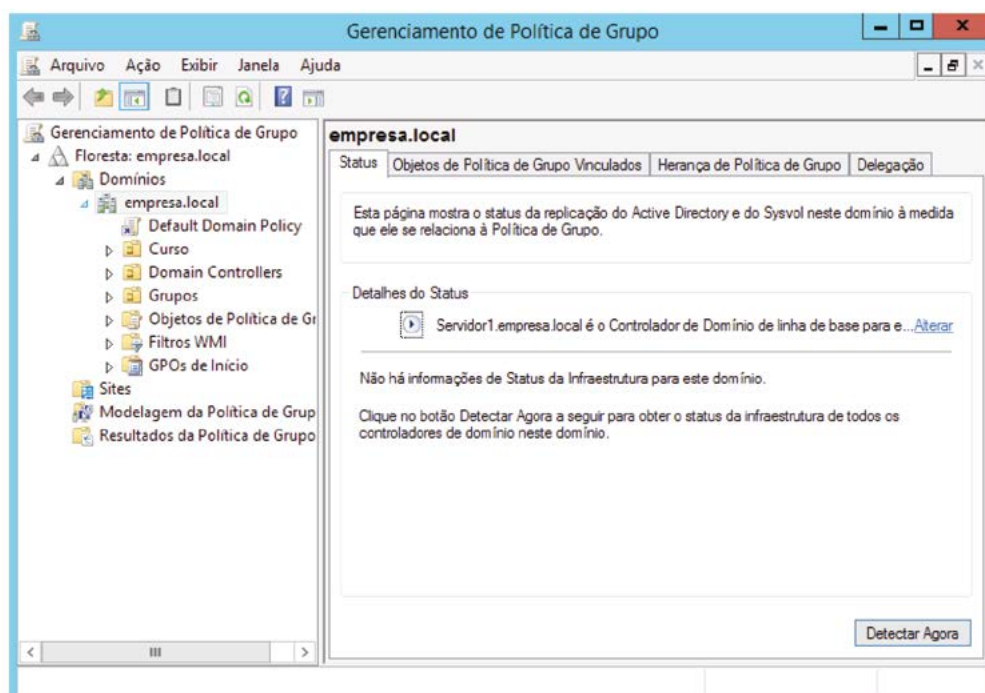 Gerenciamento de Política de Grupo
Arquivo Ação Exibir Janela Ajuda
Gerenciamento de Política de Grupo
Floresta: empresa.local
Domínios
empresa.local
Default Domain Policy
Curso
Domain Controllers
Grupos
Objetos de Política de Gr
Filtros WMI
GPOs de Início
Sites
Modelagem da Política de Grup
Resultados da Política de Grupo
empresa.local
Status Objetos de Política de Grupo Vinculados Herança de Política de Grupo Delegação
Esta página mostra o status da replicação do Active Directory e do Sysvol neste domínio à medida
que ele se relaciona à Política de Grupo.
Detalhes do Status
Servidor1.empresa.local é o Controlador de Domínio de linha de base para e...Alterar
Não há informações de Status da Infraestrutura para este domínio.
Clique no botão Detectar Agora a seguir para obter o status da infraestrutura de todos os
controladores de domínio neste domínio.
Detectar Agora